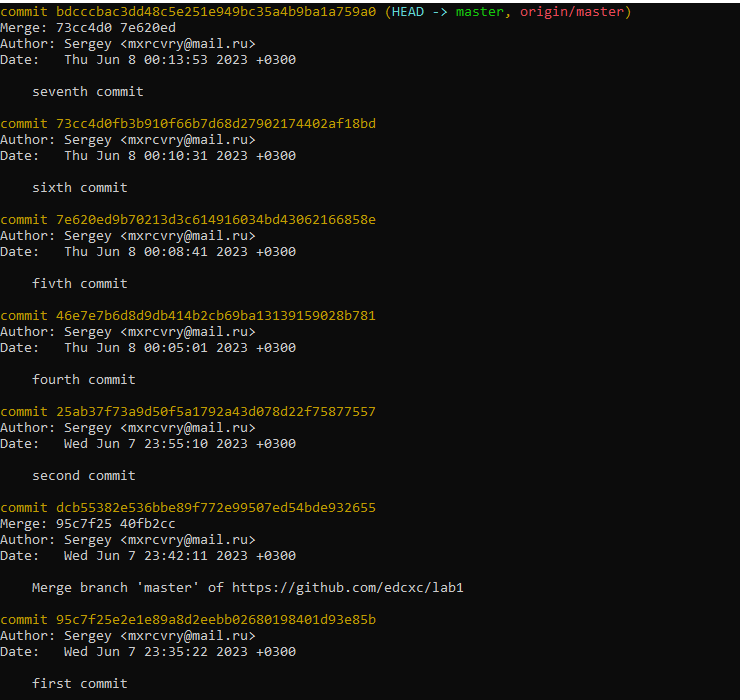 commit bdcccbac3dd48c5e251e949bc35a4b9ba1a759a0 (HEAD -> master, origin/master)
Merge: 73cc4d0 7e620ed
Author: Sergey <mxrcvry@mail.ru>
Date:   Thu Jun 8 00:13:53 2023 +0300
    seventh commit
commit 73cc4d0fb3b910f66b7d68d27902174402af18bd
Author: Sergey <mxrcvry@mail.ru>
Date:   Thu Jun 8 00:10:31 2023 +0300
    sixth commit
commit 7e620ed9b70213d3c614916034bd43062166858e
Author: Sergey <mxrcvry@mail.ru>
Date:   Thu Jun 8 00:08:41 2023 +0300
    fivth commit
commit 46e7e7b6d8d9db414b2cb69ba13139159028b781
Author: Sergey <mxrcvry@mail.ru>
Date:   Thu Jun 8 00:05:01 2023 +0300
    fourth commit
commit 25ab37f73a9d50f5a1792a43d078d22f75877557
Author: Sergey <mxrcvry@mail.ru>
Date:   Wed Jun 7 23:55:10 2023 +0300
    second commit
commit dcb55382e536bbe89f772e99507ed54bde932655
Merge: 95c7f25 40fb2cc
Author: Sergey <mxrcvry@mail.ru>
Date:   Wed Jun 7 23:42:11 2023 +0300
    Merge branch 'master' of https://github.com/edcxc/lab1
commit 95c7f25e2e1e89a8d2eebb02680198401d93e85b
Author: Sergey <mxrcvry@mail.ru>
Date:   Wed Jun 7 23:35:22 2023 +0300
    first commit